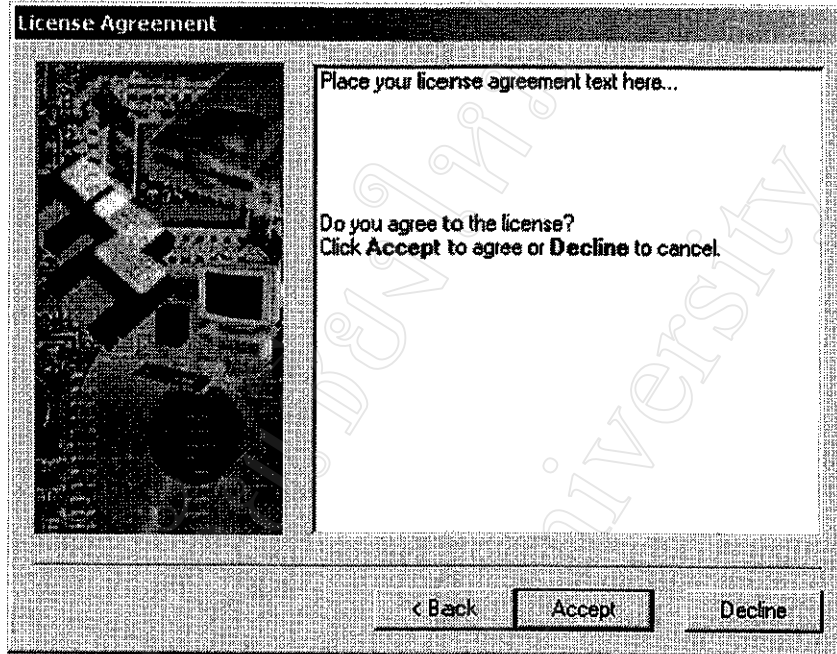 License Agreement
Place your license agreement text here...
Do you agree to the license?
Click Accept to agree or Decline to cancel.
< Back
Accept
Decline